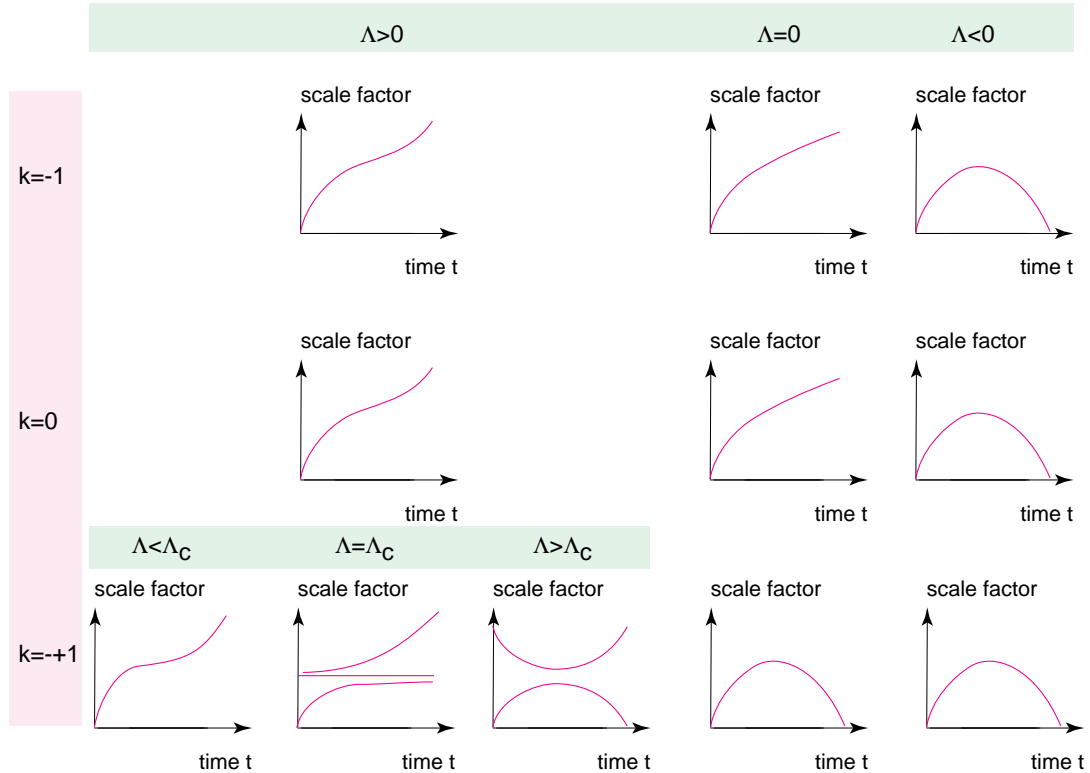 Λ>0 Λ=0 Λ<0
scale factor scale factor scale factor
k=-1
time t time t time t
scale factor scale factor scale factor
k=0
time t time t time t
Λ<Λc Λ=Λc Λ>Λc
scale factor scale factor scale factor scale factor scale factor
k=-+1
time t time t time t time t time t